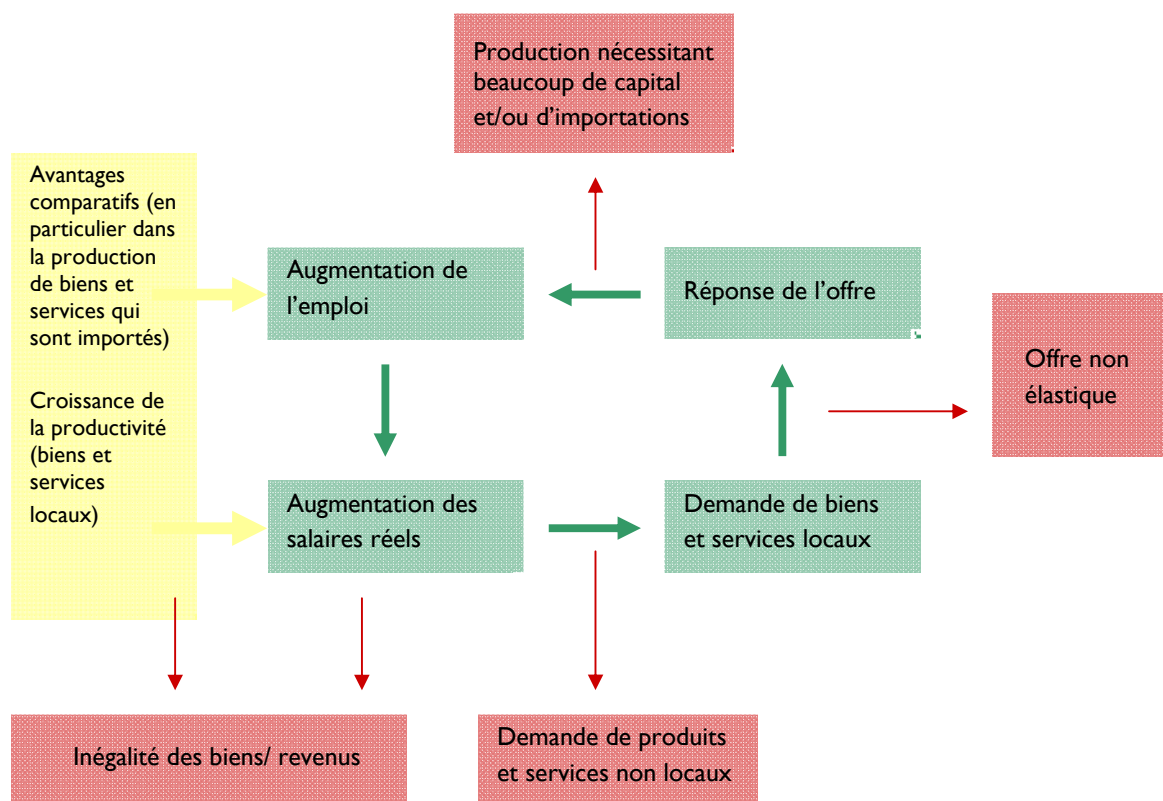 Production nécessitant
beaucoup de capital
et/ou d’importations
Avantages
comparatifs (en
particulier dans
la production
de biens et
services qui
sont importés)
Croissance de
la productivité
(biens et
services
locaux)
Augmentation de
l’emploi
Réponse de l’offre
Offre non
élastique
Augmentation des
salaires réels
Demande de biens
et services locaux
Inégalité des biens/ revenus
Demande de produits
et services non locaux